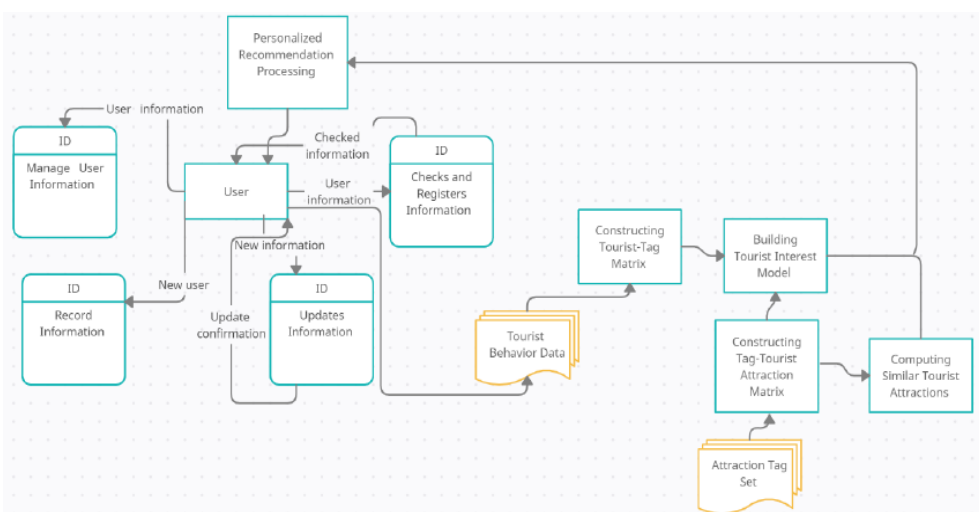 Personalized
Recommendation
Processing
User information
ID
Manage User
Information
Checked
information
ID
Checks and
Registers
Information
User
User
information
New information
New user
ID
Record
Information
Update
confirmation
ID
Updates
Information
Tourist
Behavior Data
Constructing
Tourist-Tag
Matrix
Building
Tourist Interest
Model
Constructing
Tag-Tourist
Attraction
Matrix
Computing
Similar Tourist
Attractions
Attraction Tag
Set